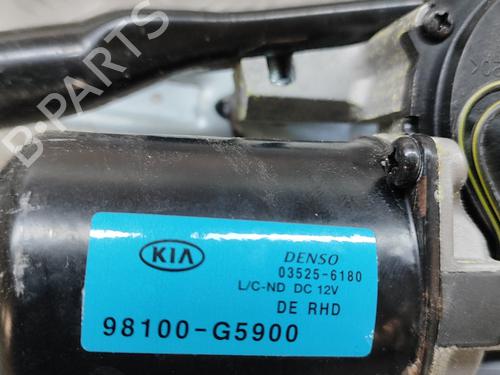 B-PARTS
KIA
DENSO
03525-6180
L/C-ND DC 12V
DE RHD
98100-G5900